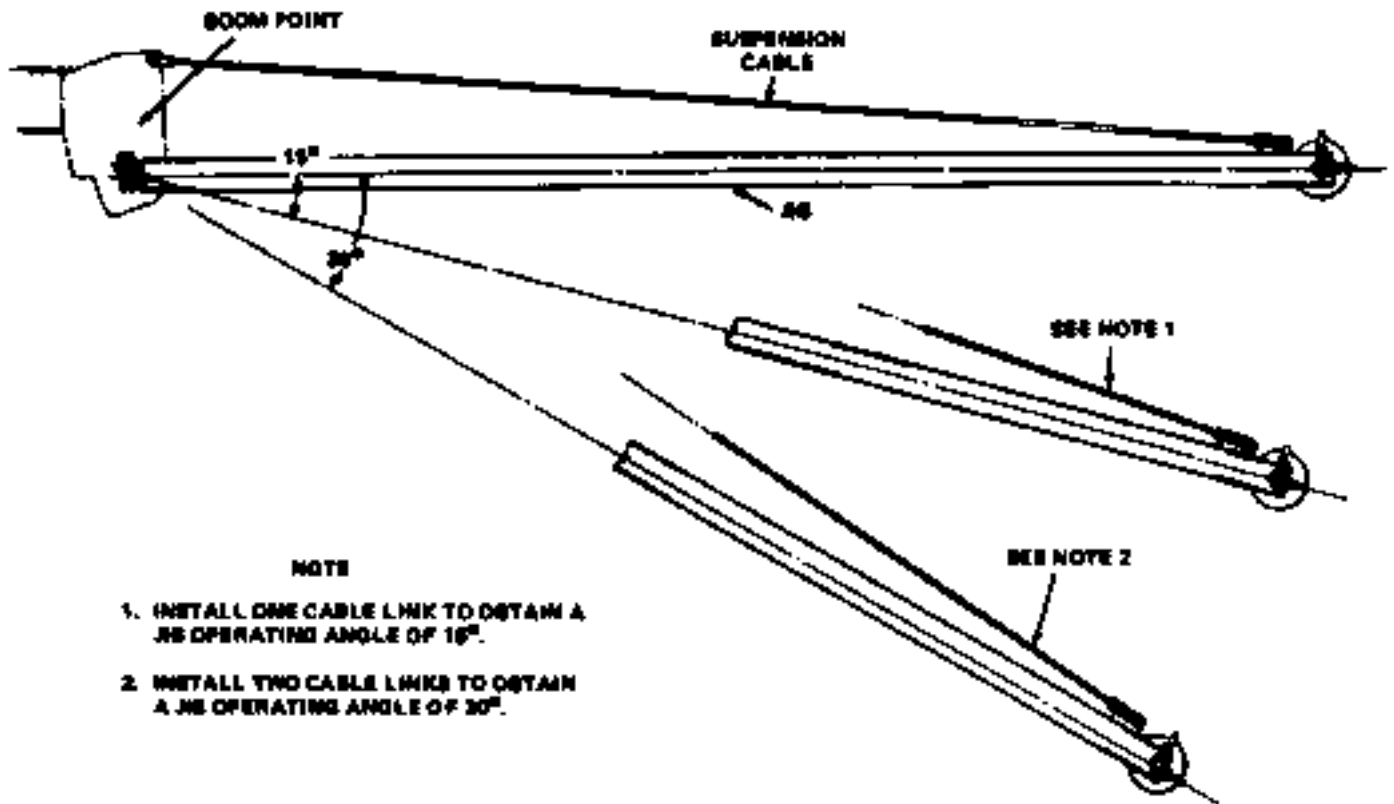 BOOM POINT
SUSPENSION
CABLE
15°
JIB
30°
SEE NOTE 1
SEE NOTE 2
NOTE
1. INSTALL ONE CABLE LINK TO OBTAIN A
JIB OPERATING ANGLE OF 15°.
2. INSTALL TWO CABLE LINKS TO OBTAIN
A JIB OPERATING ANGLE OF 30°.